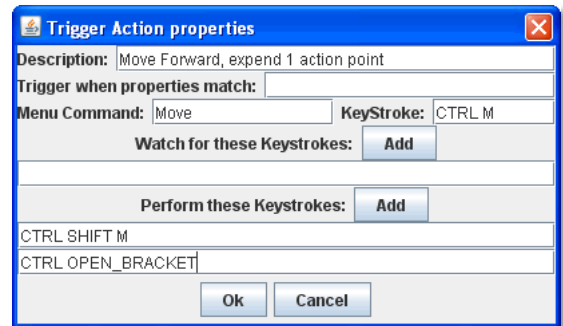 Trigger Action properties
Description: Move Forward, expend 1 action point
Trigger when properties match:
Menu Command: Move KeyStroke: CTRL M
Watch for these Keystrokes: Add
Perform these Keystrokes: Add
CTRL SHIFT M
CTRL OPEN_BRACKET
Ok Cancel